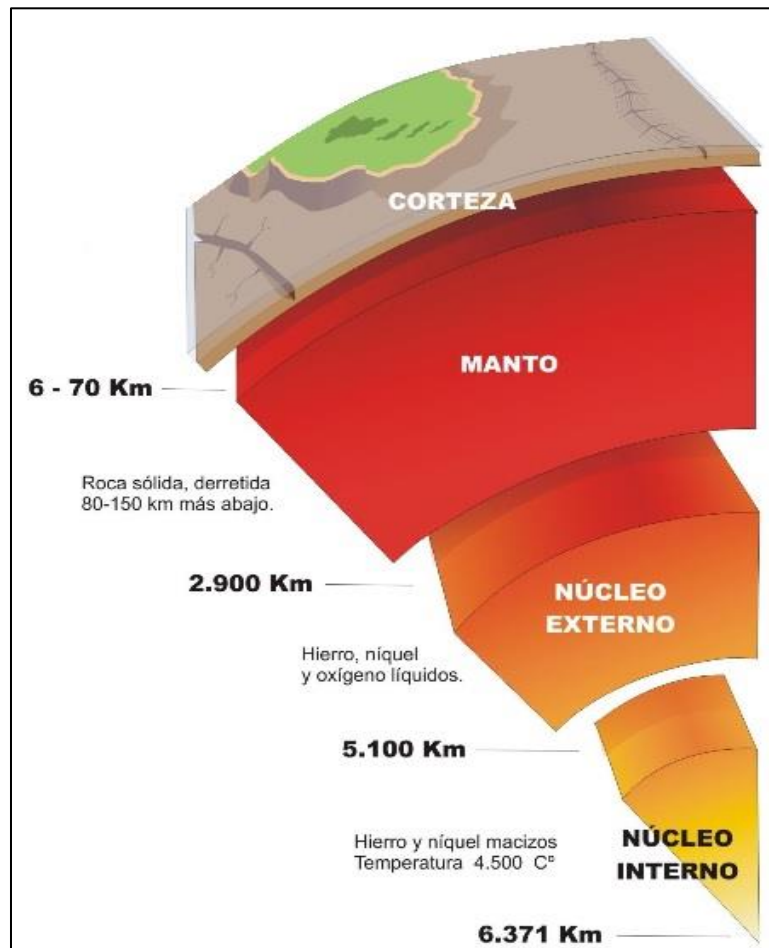 CORTEZA
MANTO
6 - 70 Km
Roca sólida, derretida
80-150 km más abajo.
2.900 Km
NÚCLEO
EXTERNO
Hierro, níquel
y oxígeno líquidos.
5.100 Km
Hierro y níquel macizos
Temperatura 4.500 Cº
NÚCLEO
INTERNO
6.371 Km